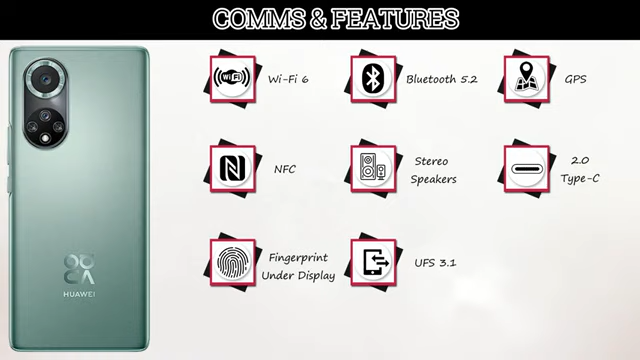 COMMS & FEATURES
WiFi
Wi-Fi 6
Bluetooth 5.2
GPS
NFC
Stereo
Speakers
2.0
Type-C
Fingerprint
Under Display
UFS 3.1
HUAWEI